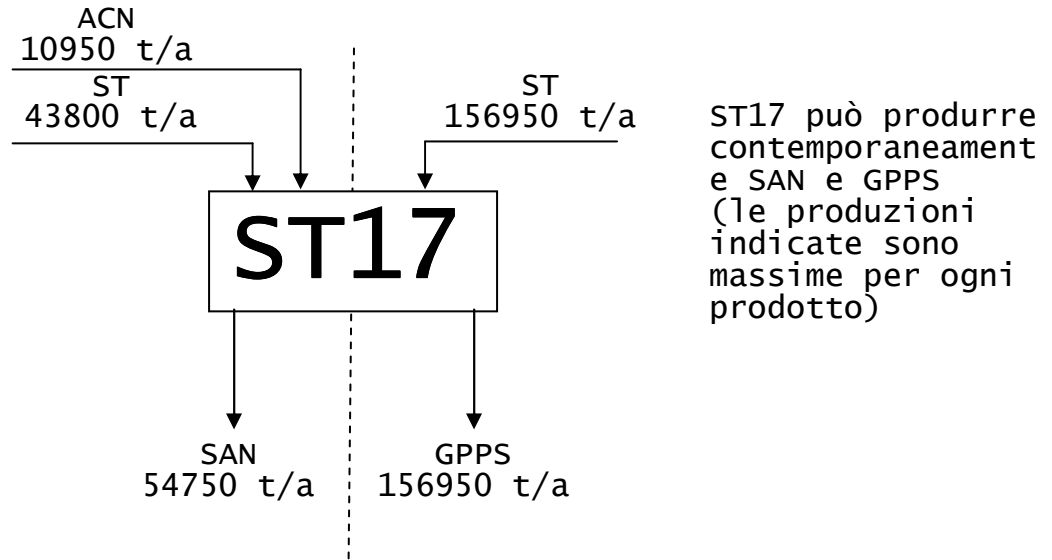 ACN
10950 t/a
ST
43800 t/a
ST
156950 t/a
ST17
SAN
54750 t/a
GPPS
156950 t/a
ST17 può produrre
contemporaneament
e SAN e GPPS
(le produzioni
indicate sono
massime per ogni
prodotto)